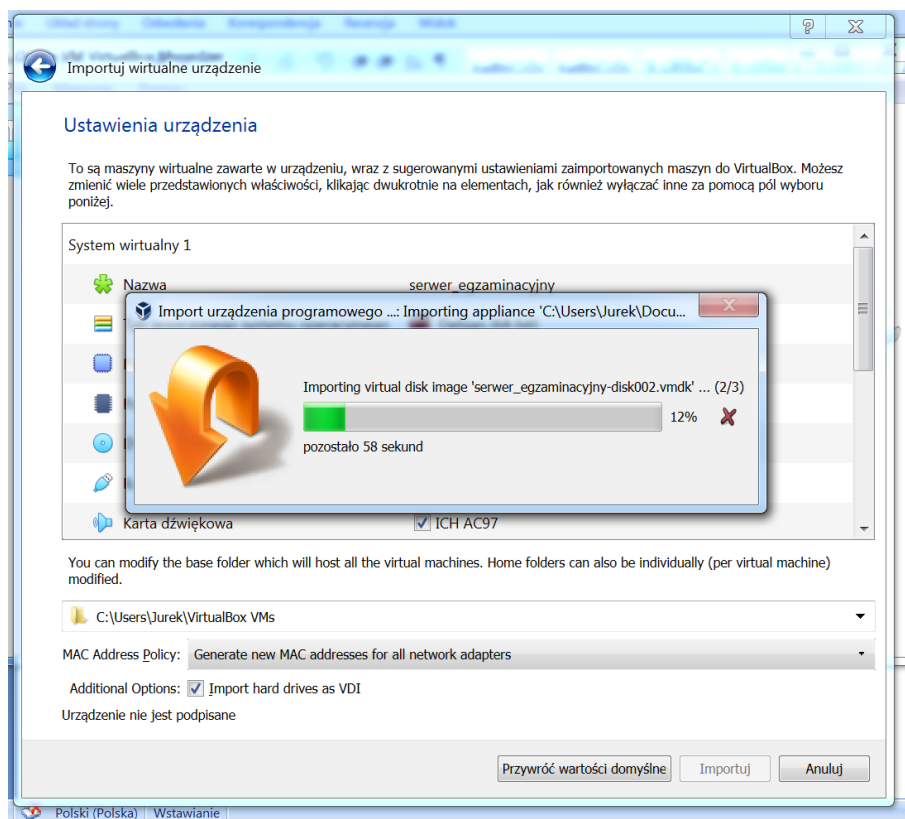 Importuj wirtualne urządzenie
Ustawienia urządzenia
To są maszyny wirtualne zawarte w urządzeniu, wraz z sugerowanymi ustawieniami zaimportowanych maszyn do VirtualBox. Możesz
zmienić wiele przedstawionych właściwości, klikając dwukrotnie na elementach, jak również wyłączać inne za pomocą pól wyboru
poniżej.
System wirtualny 1
Nazwa serwer_egzaminacyjny
Import urządzenia programowego ...: Importing appliance 'C:\Users\Jurek\Docu...
Importing virtual disk image 'serwer_egzaminacyjny-disk002.vmdk' ... (2/3)
12%
pozostało 58 sekund
Karta dźwiękowa ICH AC97
You can modify the base folder which will host all the virtual machines. Home folders can also be individually (per virtual machine)
modified.
C:\Users\Jurek\VirtualBox VMs
MAC Address Policy: Generate new MAC addresses for all network adapters
Additional Options: Import hard drives as VDI
Urządzenie nie jest podpisane
Przywróć wartości domyślne Importuj Anuluj
Polski (Polska) Wstawianie